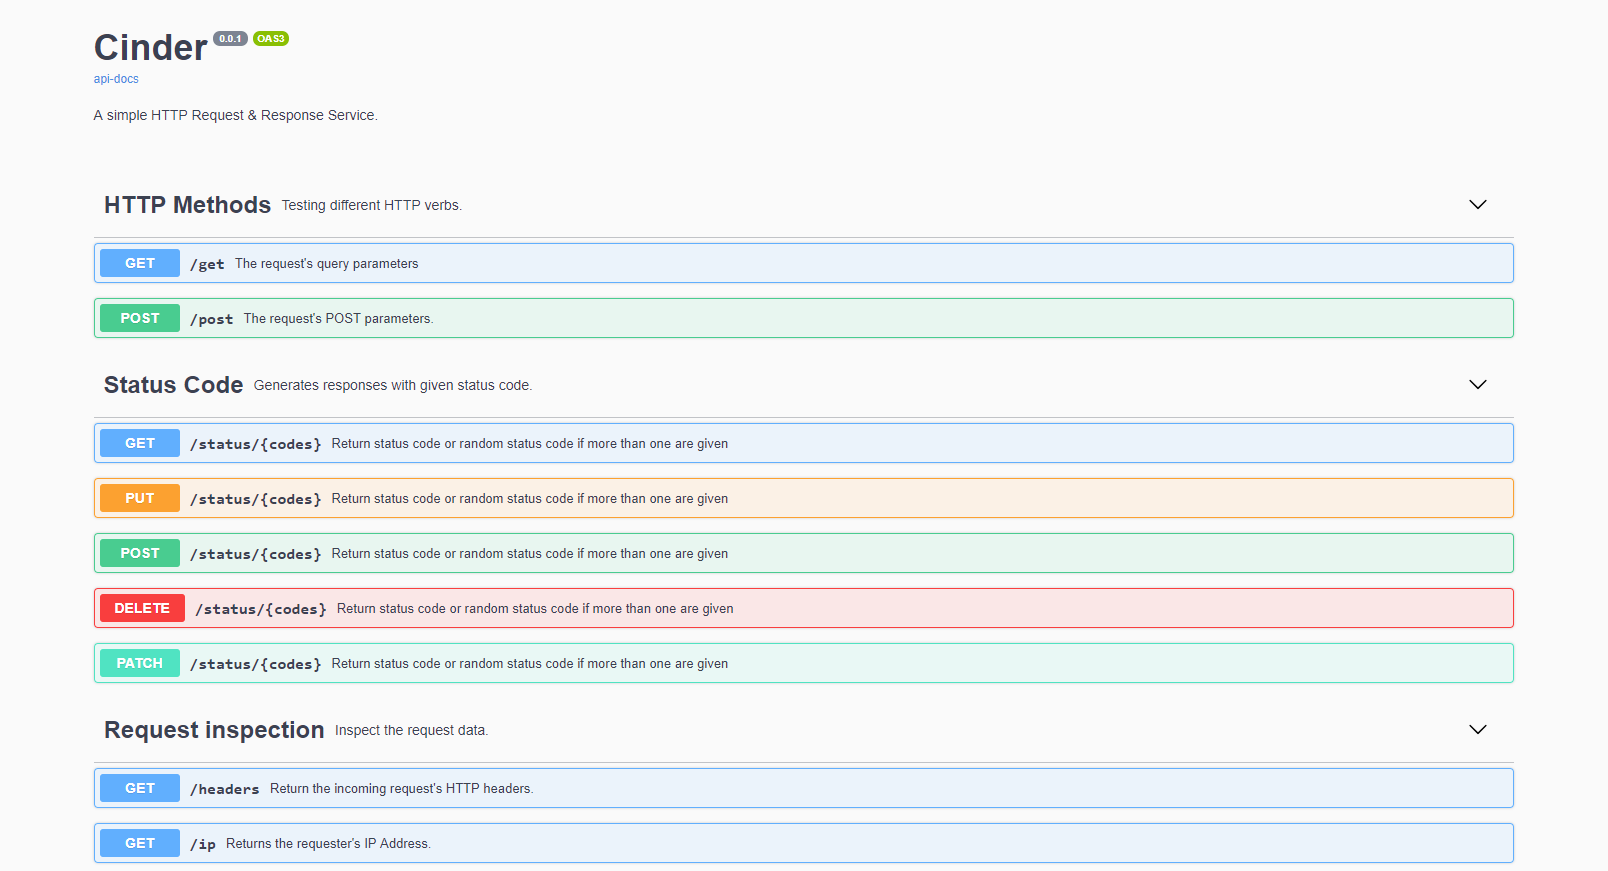 Cinder 0.0.1 OAS3
api-docs
A simple HTTP Request & Response Service.
HTTP Methods Testing different HTTP verbs.
GET /get The request's query parameters
POST /post The request's POST parameters.
Status Code Generates responses with given status code.
GET /status/{codes} Return status code or random status code if more than one are given
PUT /status/{codes} Return status code or random status code if more than one are given
POST /status/{codes} Return status code or random status code if more than one are given
DELETE /status/{codes} Return status code or random status code if more than one are given
PATCH /status/{codes} Return status code or random status code if more than one are given
Request inspection Inspect the request data.
GET /headers Return the incoming request's HTTP headers.
GET /ip Returns the requester's IP Address.